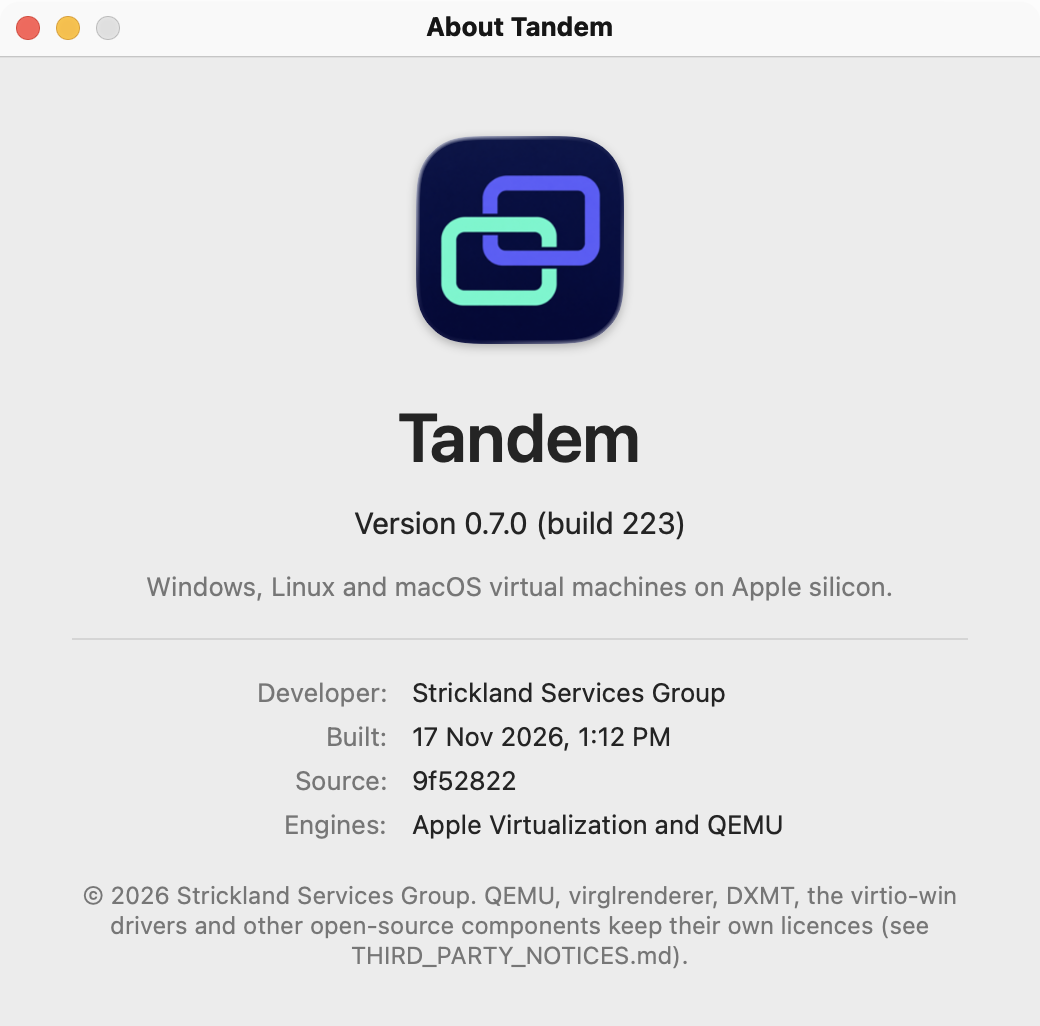 About Tandem
Tandem
Version 0.7.0 (build 223)
Windows, Linux and macOS virtual machines on Apple silicon.
Developer: Strickland Services Group
Built: 17 Nov 2026, 1:12 PM
Source: 9f52822
Engines: Apple Virtualization and QEMU
© 2026 Strickland Services Group. QEMU, virglrenderer, DXMT, the virtio-win
drivers and other open-source components keep their own licences (see
THIRD_PARTY_NOTICES.md).